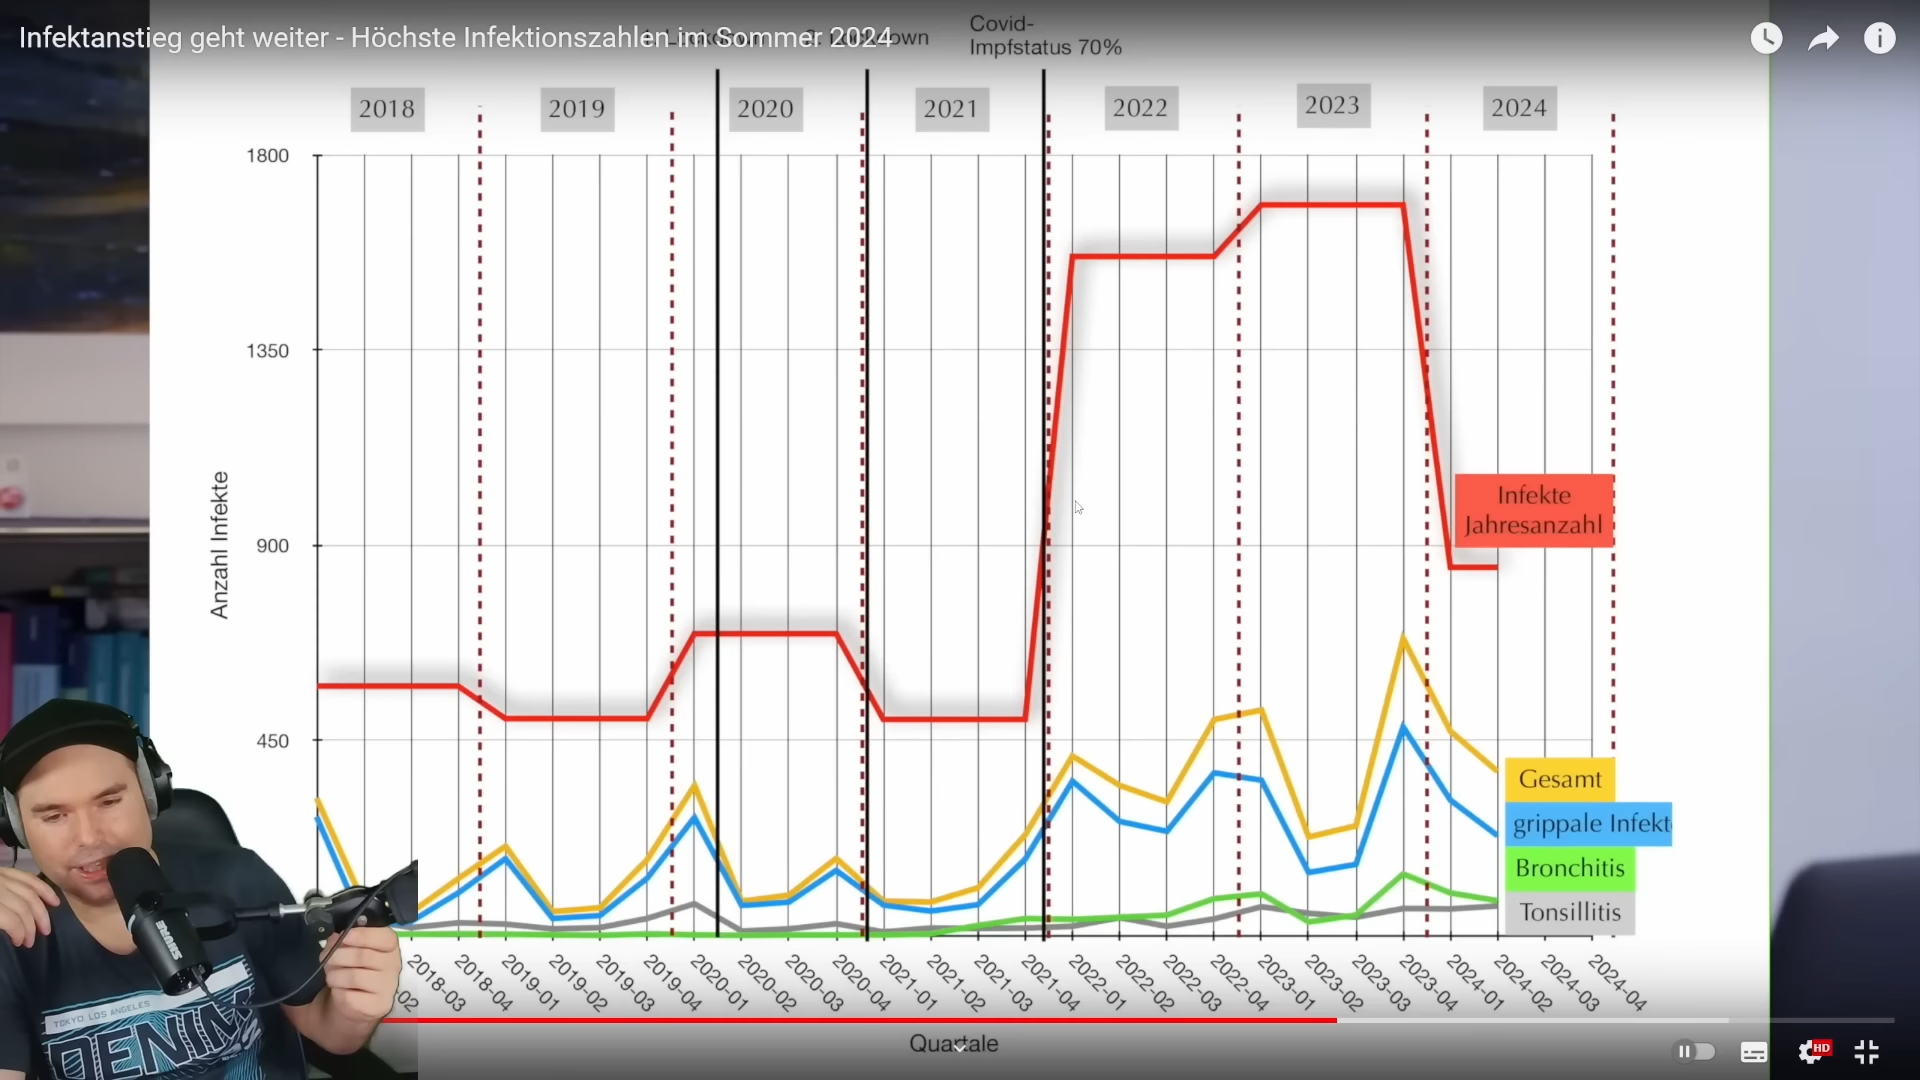 Infektanstieg geht weiter - Höchste Infektionszahlen im Sommer 2024
Covid-
Impfstatus 70%
2018
2019
2020
2021
2022
2023
2024
1800
1350
900
450
Anzahl Infekte
Infekte
Jahresanzahl
Gesamt
grippale Infekt
Bronchitis
Tonsillitis
02
2018-03
2018-04
2019-01
2019-02
2019-03
2019-04
2020-01
2020-02
2020-03
2020-04
2021-01
2021-02
2021-03
2021-04
2022-01
2022-02
2022-03
2022-04
2023-01
2023-02
2023-03
2023-04
2024-01
2024-02
2024-03
2024-04
Quartale
HD
SHURE
TOKYO LOS ANGELES
DENIM